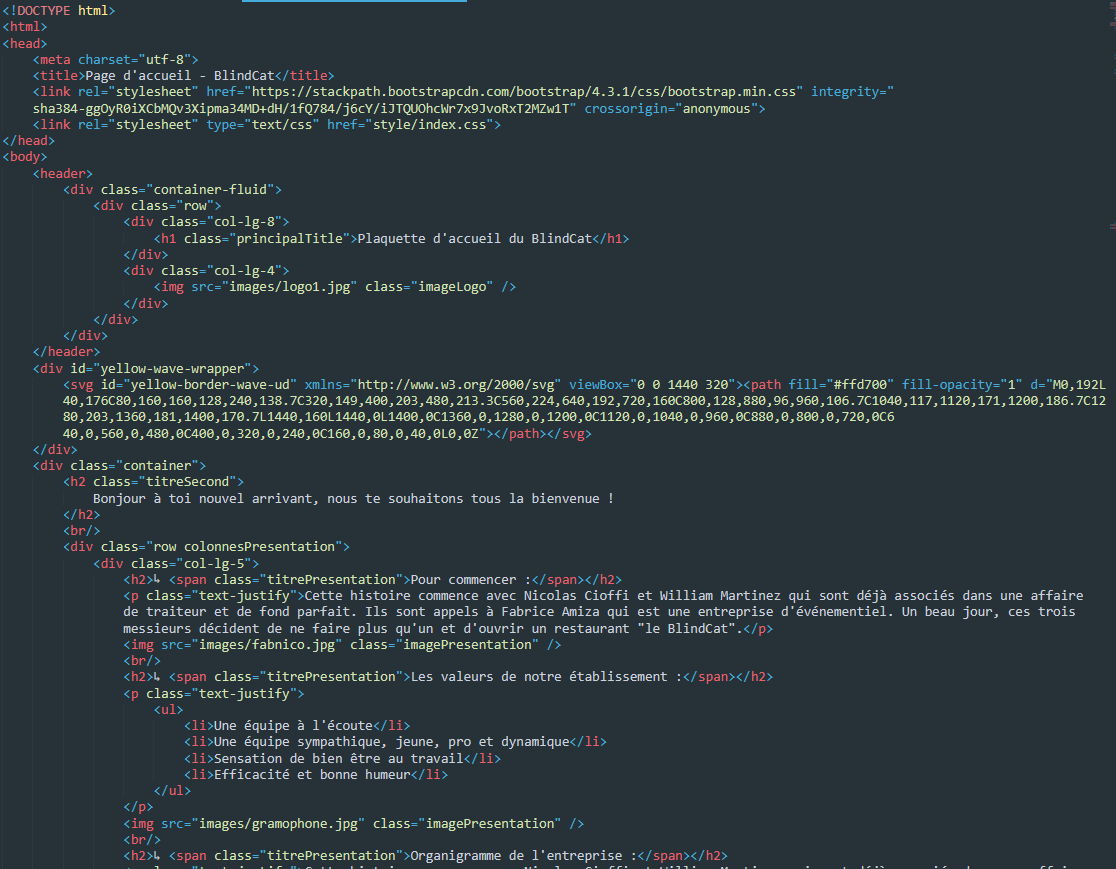 <!DOCTYPE html>
<html>
<head>
<meta charset="utf-8">
<title>Page d'accueil - BlindCat</title>
<link rel="stylesheet" href="https://stackpath.bootstrapcdn.com/bootstrap/4.3.1/css/bootstrap.min.css" integrity="
sha384-ggOyR0iXCbMQv3Xipma34MD+dH/1fQ784/j6cY/iJTQUOhcWr7x9JvoRxT2MZw1T" crossorigin="anonymous">
<link rel="stylesheet" type="text/css" href="style/index.css">
</head>
<body>
<header>
<div class="container-fluid">
<div class="row">
<div class="col-lg-8">
<h1 class="principalTitle">Plaquette d'accueil du BlindCat</h1>
</div>
<div class="col-lg-4">
<img src="images/logo1.jpg" class="imageLogo" />
</div>
</div>
</div>
</header>
<div id="yellow-wave-wrapper">
<svg id="yellow-border-wave-ud" xmlns="http://www.w3.org/2000/svg" viewBox="0 0 1440 320"><path fill="#ffd700" fill-opacity="1" d="M0,192L
40,176C80,160,160,128,240,138.7C320,149,400,203,480,213.3C560,224,640,192,720,160C800,128,880,96,960,106.7C1040,117,1120,171,1200,186.7C12
80,203,1360,181,1400,170.7L1440,160L1440,0L1400,0C1360,0,1280,0,1200,0C1120,0,1040,0,960,0C880,0,800,0,720,0C6
40,0,560,0,480,0C400,0,320,0,240,0C160,0,80,0,40,0L0,0Z"></path></svg>
</div>
<div class="container">
<h2 class="titreSecond">
Bonjour à toi nouvel arrivant, nous te souhaitons tous la bienvenue !
</h2>
<br/>
<div class="row colonnesPresentation">
<div class="col-lg-5">
<h2>↳ <span class="titrePresentation">Pour commencer :</span></h2>
<p class="text-justify">Cette histoire commence avec Nicolas Cioffi et William Martinez qui sont déjà associés dans une affaire
de traiteur et de fond parfait. Ils sont appels à Fabrice Amiza qui est une entreprise d'événementiel. Un beau jour, ces trois
messieurs décident de ne faire plus qu'un et d'ouvrir un restaurant "le BlindCat".</p>
<img src="images/fabnico.jpg" class="imagePresentation" />
<br/>
<h2>↳ <span class="titrePresentation">Les valeurs de notre établissement :</span></h2>
<p class="text-justify">
<ul>
<li>Une équipe à l'écoute</li>
<li>Une équipe sympathique, jeune, pro et dynamique</li>
<li>Sensation de bien être au travail</li>
<li>Efficacité et bonne humeur</li>
</ul>
</p>
<img src="images/gramophone.jpg" class="imagePresentation" />
<br/>
<h2>↳ <span class="titrePresentation">Organigramme de l'entreprise :</span></h2>